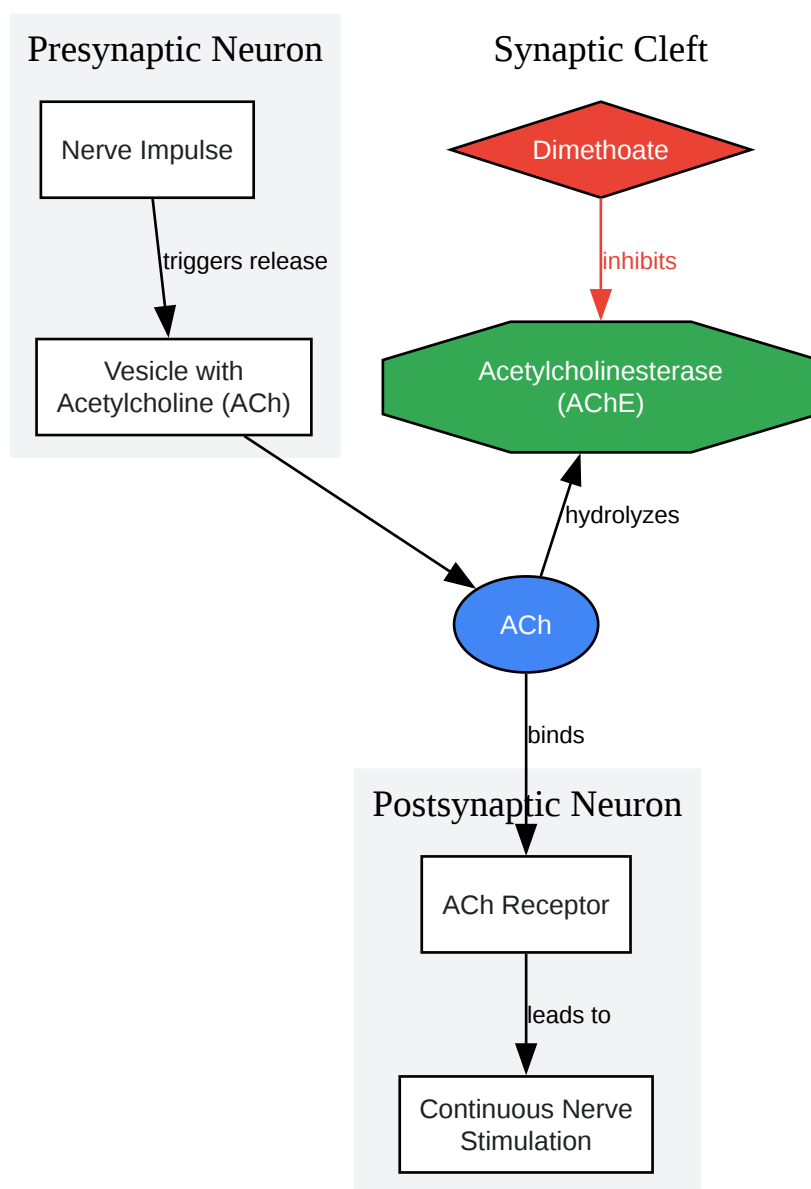 Presynaptic Neuron
Synaptic Cleft
Nerve Impulse
Dimethoate
triggers release
inhibits
Vesicle with
Acetylcholine (ACh)
Acetylcholinesterase
(AChE)
hydrolyzes
ACh
binds
Postsynaptic Neuron
ACh Receptor
leads to
Continuous Nerve
Stimulation